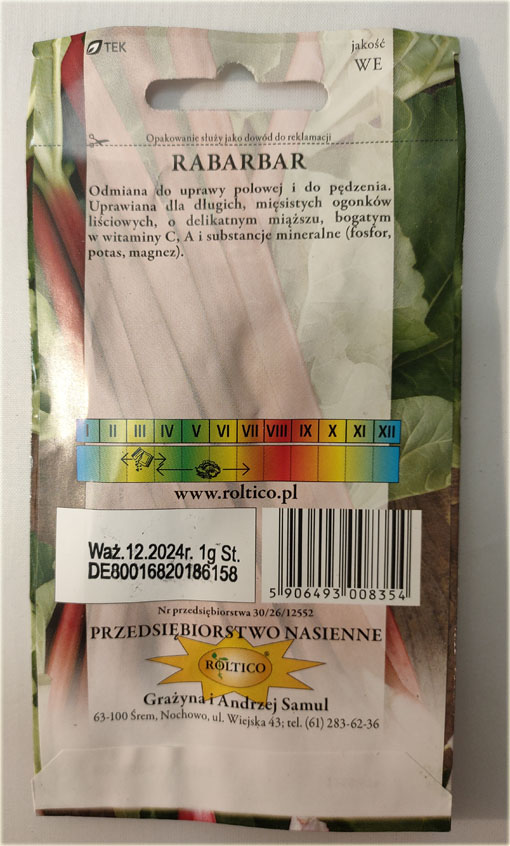 TEK
jakość
WE
Opakowanie służy jako dowód do reklamacji
RABARBAR
Odmiana do uprawy polowej i do pędzenia.
Uprawiana dla długich, mięsistych ogonków
liściowych, o delikatnym miąższu, bogatym
w witaminy C, A i substancje mineralne (fosfor,
potas, magnez).
I II III IV V VI VII VIII IX X XI XII
www.roltico.pl
Waż.12.2024r. 1g St.
DE80016820186158
5 906493 008354
Nr przedsiębiorstwa 30/26/12552
PRZEDSIĘBIORSTWO NASIENNE
ROLTICO
Grażyna i Andrzej Samul
63-100 Śrem, Nochowo, ul. Wiejska 43; tel. (61) 283-62-36